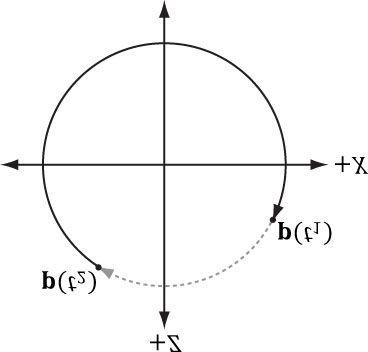 +X
p(t₁)
p(t₂)
+Z